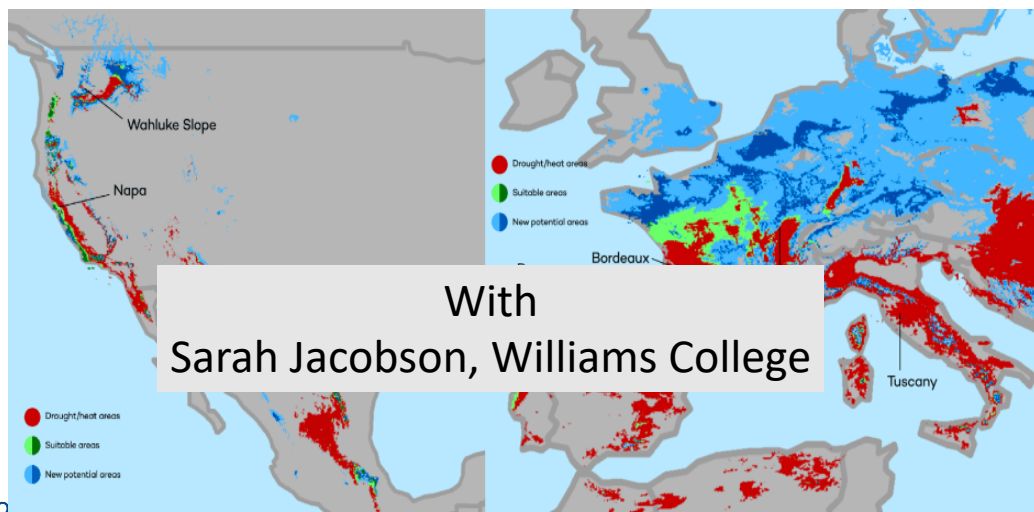 Wahluke Slope
Napa
Drought/heat areas
Suitable areas
New potential areas
Drought/heat areas
Suitable areas
New potential areas
Bordeaux
With
Sarah Jacobson, Williams College
Tuscany